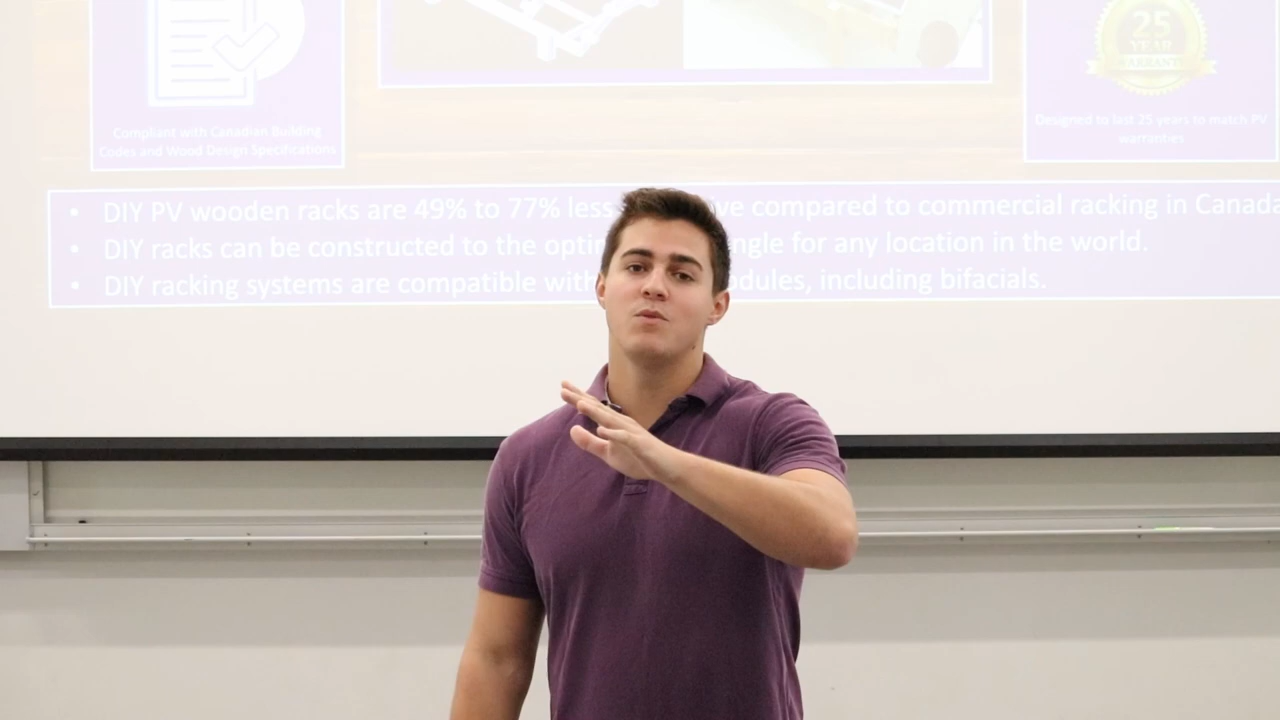 Compliant with Canadian Building
Codes and Wood Design Specifications
25
YEAR
WARRANTY
Designed to last 25 years to match PV
warranties
• DIY PV wooden racks are 49% to 77% less ve compared to commercial racking in Canada
• DIY racks can be constructed to the opti ngle for any location in the world.
• DIY racking systems are compatible with odules, including bifacials.